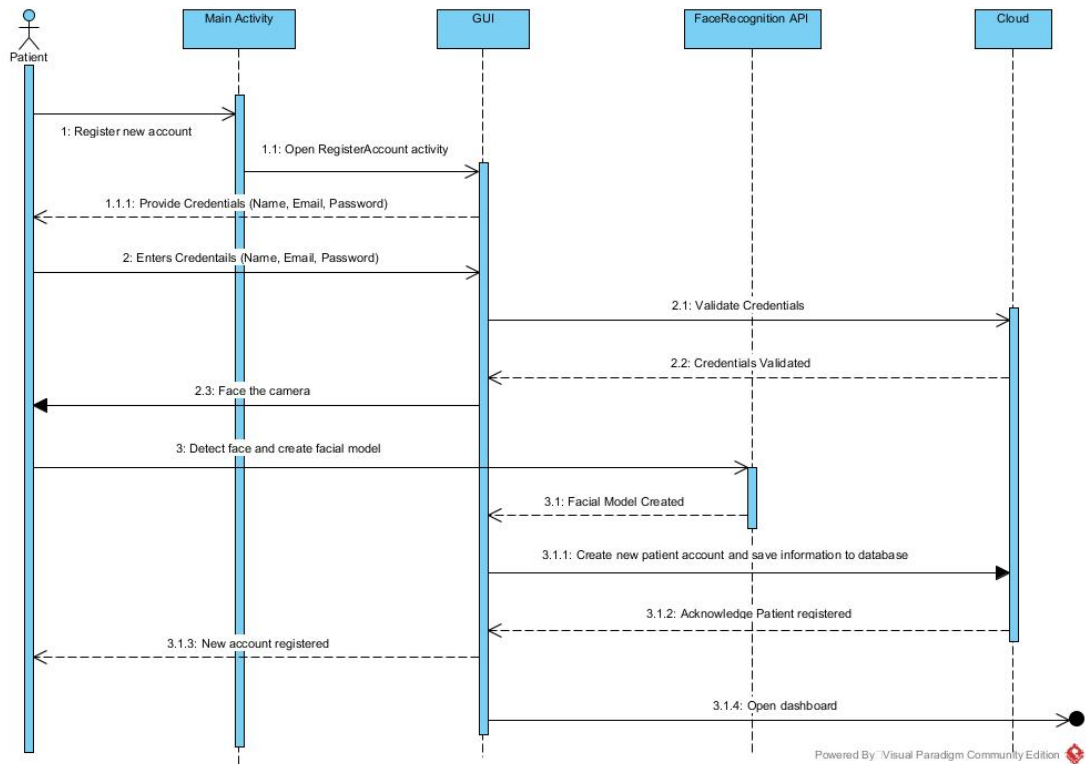 Main Activity
GUI
FaceRecognition API
Cloud
Patient
1: Register new account
1.1: Open RegisterAccount activity
1.1.1: Provide Credentials (Name, Email, Password)
2: Enters Credentails (Name, Email, Password)
2.1: Validate Credentials
2.2: Credentials Validated
2.3: Face the camera
3: Detect face and create facial model
3.1: Facial Model Created
3.1.1: Create new patient account and save information to database
3.1.2: Acknowledge Patient registered
3.1.3: New account registered
3.1.4: Open dashboard
Powered By Visual Paradigm Community Edition